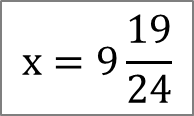 x = 9 19/24